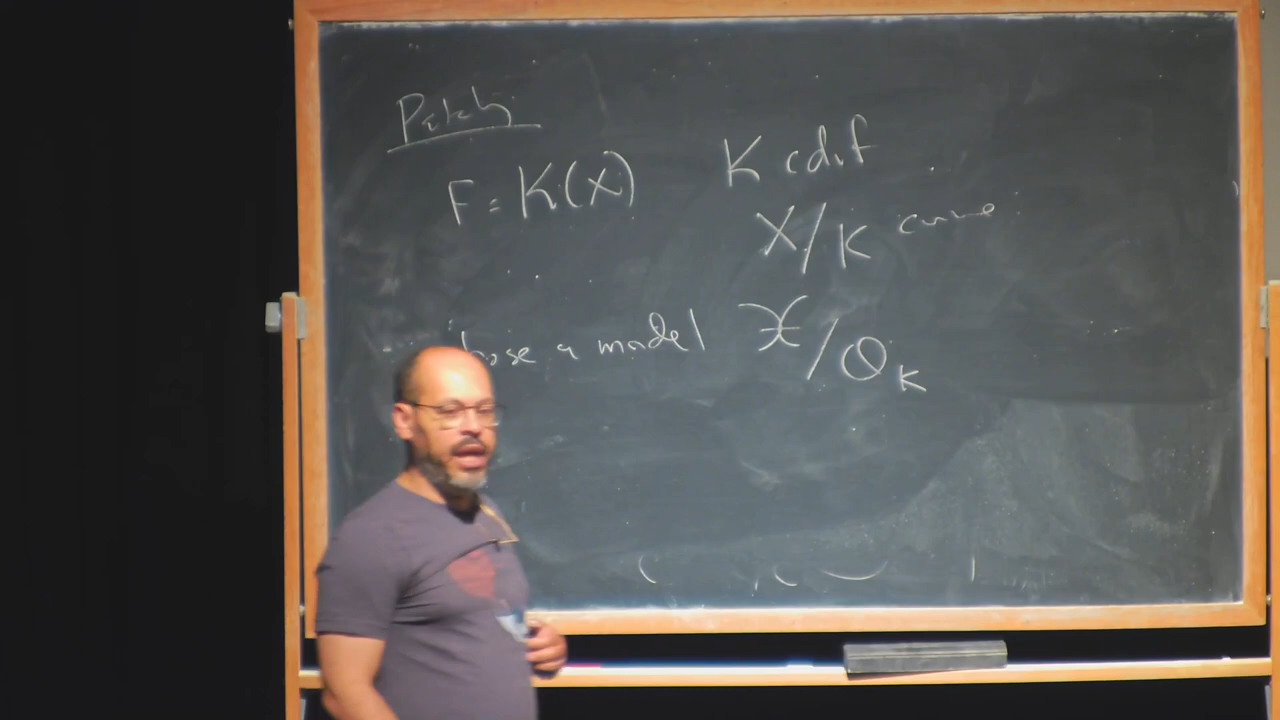 Patch
F = K(X) K cdvf
X/K curve
hose a model 𝔛/O_K